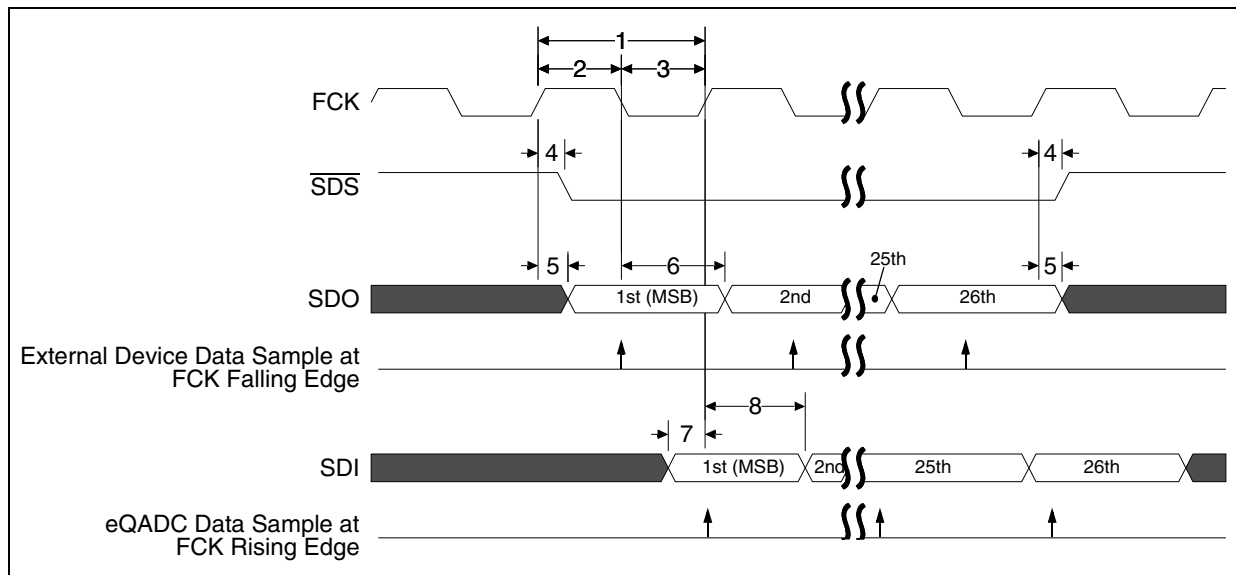 1
2 3
FCK
4 4
SDS
25th
5 6 5
SDO 1st (MSB) 2nd 26th
External Device Data Sample at
FCK Falling Edge
8
7
SDI 1st (MSB) 2nd 25th 26th
eQADC Data Sample at
FCK Rising Edge